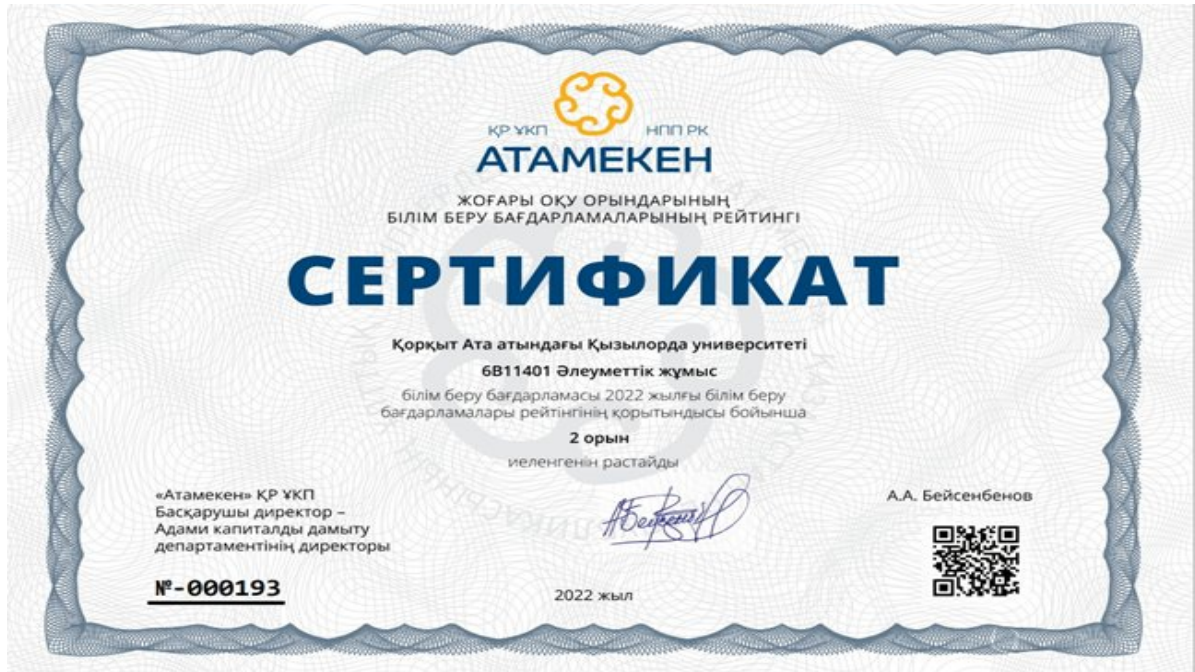 ҚР ҰКП НПП РК
АТАМЕКЕН
ЖОҒАРЫ ОҚУ ОРЫНДАРЫНЫҢ
БІЛІМ БЕРУ БАҒДАРЛАМАЛАРЫНЫҢ РЕЙТИНГІ
СЕРТИФИКАТ
Қорқыт Ата атындағы Қызылорда университеті
6B11401 Әлеуметтік жұмыс
білім беру бағдарламасы 2022 жылғы білім беру
бағдарламалары рейтінгінің қорытындысы бойынша
2 орын
иеленгенін растайды
«Атамекен» ҚР ҰКП
Басқарушы директор –
Адами капиталды дамыту
департаментінің директоры
А.А. Бейсенбенов
№-000193
2022 жыл